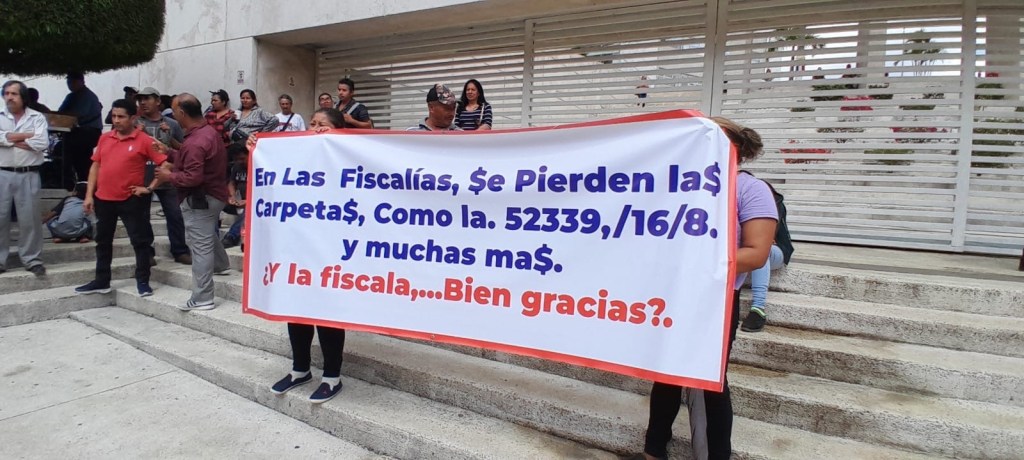 En Las Fiscalías, $e Pierden la$
Carpeta$, Como la. 52339,/16/8.
y muchas ma$.
¿Y la fiscala,...Bien gracias?.